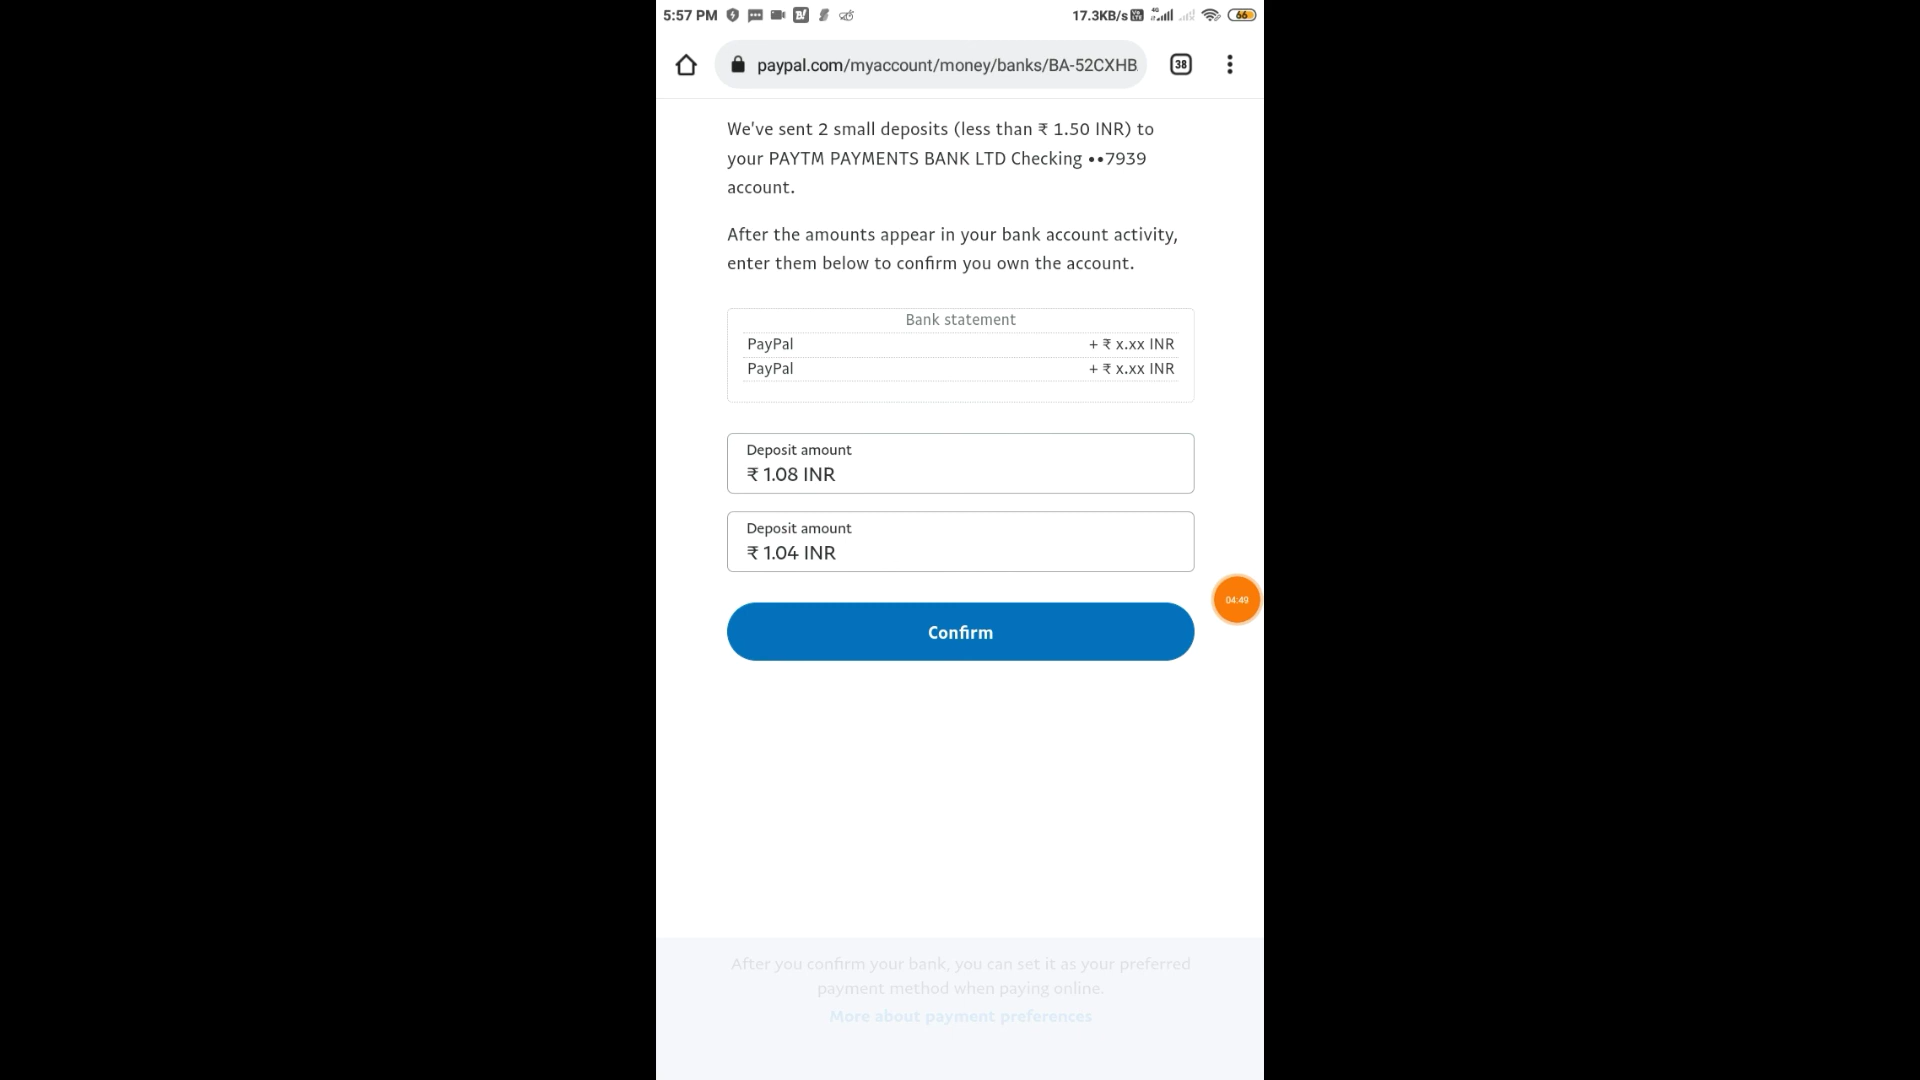 5:57 PM 17.3KB/s 4G 66
paypal.com/myaccount/money/banks/BA-52CXHB 38
We've sent 2 small deposits (less than ₹ 1.50 INR) to
your PAYTM PAYMENTS BANK LTD Checking ••7939
account.
After the amounts appear in your bank account activity,
enter them below to confirm you own the account.
Bank statement
PayPal + ₹ x.xx INR
PayPal + ₹ x.xx INR
Deposit amount
₹ 1.08 INR
Deposit amount
₹ 1.04 INR
04:49
Confirm
After you confirm your bank, you can set it as your preferred
payment method when paying online.
More about payment preferences